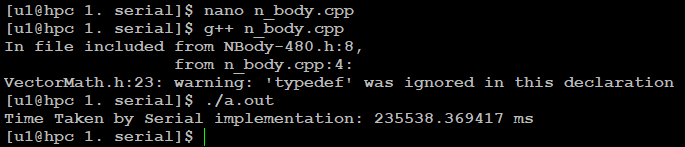 [u1@hpc 1. serial]$ nano n_body.cpp
[u1@hpc 1. serial]$ g++ n_body.cpp
In file included from NBody-480.h:8,
                 from n_body.cpp:4:
VectorMath.h:23: warning: 'typedef' was ignored in this declaration
[u1@hpc 1. serial]$ ./a.out
Time Taken by Serial implementation: 235538.369417 ms
[u1@hpc 1. serial]$